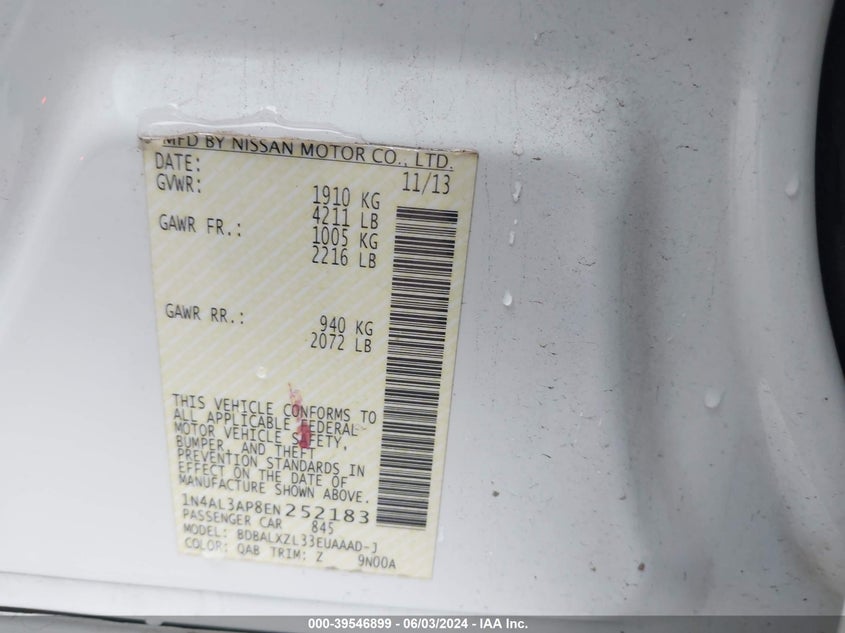 MFD BY NISSAN MOTOR CO., LTD.
DATE: 11/13
GVWR: 1910 KG
4211 LB
GAWR FR.: 1005 KG
2216 LB
GAWR RR.: 940 KG
2072 LB
THIS VEHICLE CONFORMS TO
ALL APPLICABLE FEDERAL
MOTOR VEHICLE SAFETY,
BUMPER, AND THEFT
PREVENTION STANDARDS IN
EFFECT ON THE DATE OF
MANUFACTURE SHOWN ABOVE.
1N4AL3AP8EN252183
PASSENGER CAR 845
MODEL: BDBALXZL33EUAAAD-J
COLOR: QAB TRIM: Z 9N00A
000-39546899 - 06/03/2024 - IAA Inc.